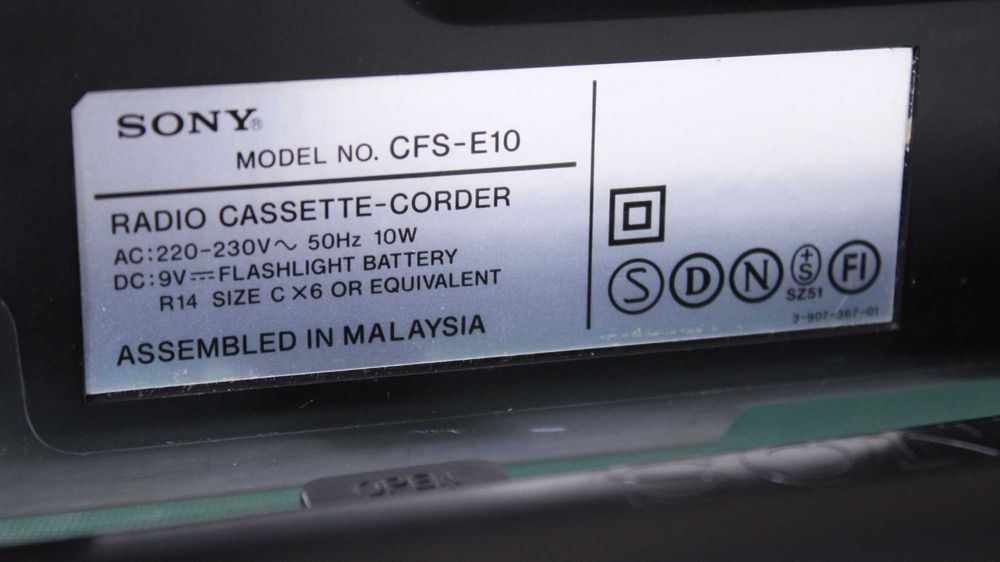 SONY®
MODEL NO. CFS-E10
RADIO CASSETTE-CORDER
AC:220-230V~ 50Hz 10W
DC:9V⎓FLASHLIGHT BATTERY
R14 SIZE C×6 OR EQUIVALENT
ASSEMBLED IN MALAYSIA
S D N +S FI
SZ51
3-907-367-01
OPEN